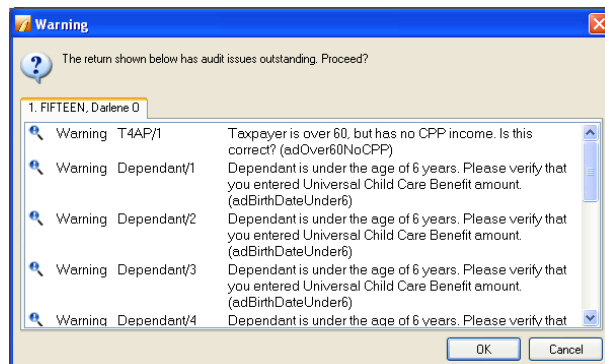 Warning
The return shown below has audit issues outstanding. Proceed?
1. FIFTEEN, Darlene O
Warning T4AP/1 Taxpayer is over 60, but has no CPP income. Is this
correct? (adOver60NoCPP)
Warning Dependant/1 Dependant is under the age of 6 years. Please verify that
you entered Universal Child Care Benefit amount.
(adBirthDateUnder6)
Warning Dependant/2 Dependant is under the age of 6 years. Please verify that
you entered Universal Child Care Benefit amount.
(adBirthDateUnder6)
Warning Dependant/3 Dependant is under the age of 6 years. Please verify that
you entered Universal Child Care Benefit amount.
(adBirthDateUnder6)
Warning Dependant/4 Dependant is under the age of 6 years. Please verify that
OK Cancel